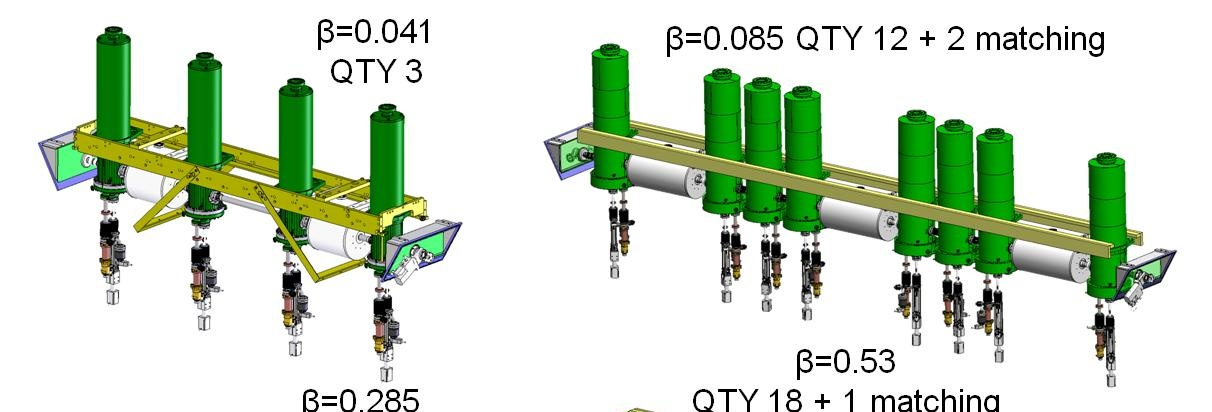 β=0.041
QTY 3
β=0.085 QTY 12 + 2 matching
β=0.285
β=0.53
QTY 18 + 1 matching